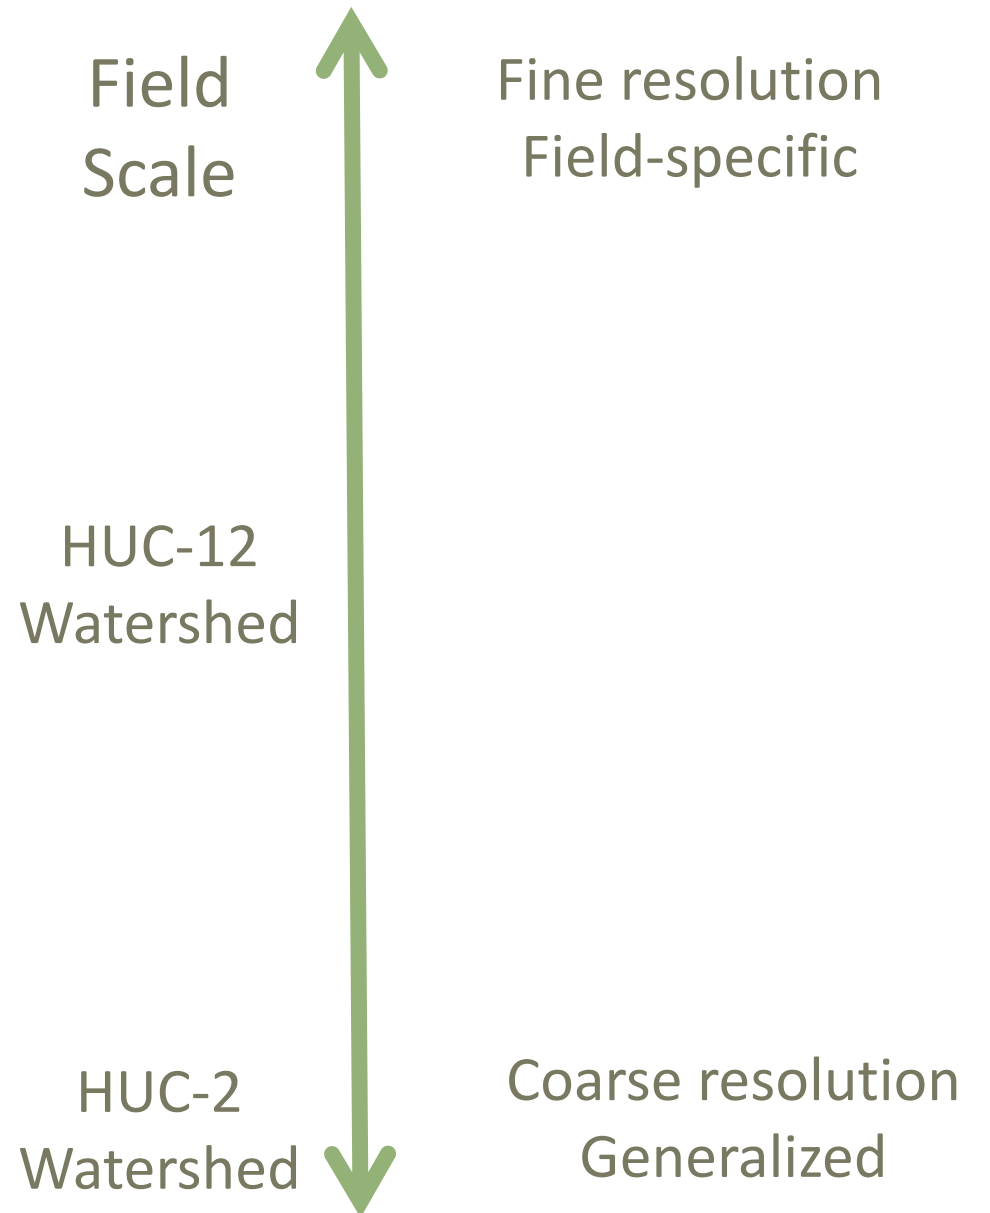 Field
Scale
Fine resolution
Field-specific
HUC-12
Watershed
HUC-2
Watershed
Coarse resolution
Generalized